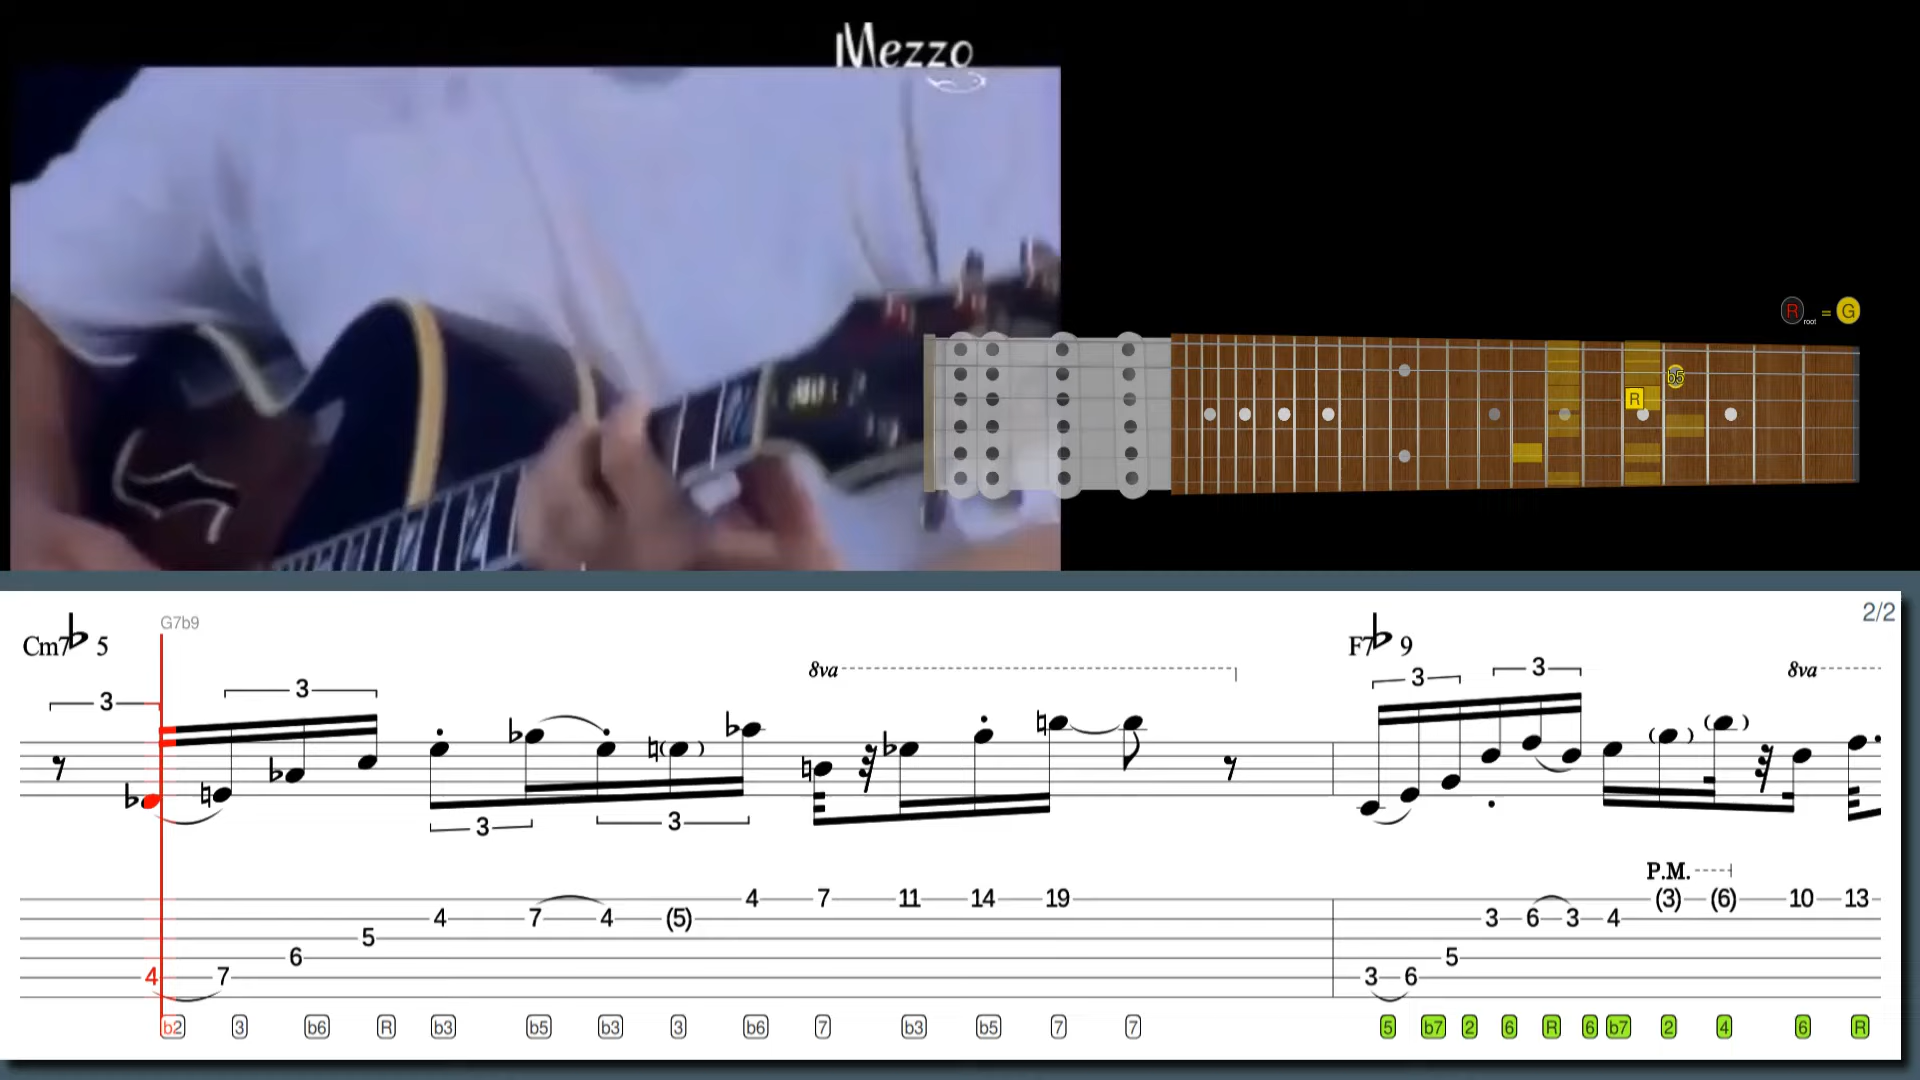 Mezzo
R root = G
b5
R
G7b9
2/2
Cm7b5
F7b9
8va
8va
3 3 3 3
3 3
P.M.
4 7 11 14 19 (3) (6) 10 13
4 7 4 (5) 3 6 3 4
5
6 5
4 7 3 6
b2 3 b6 R b3 b5 b3 3 b6 7 b3 b5 7 7 5 b7 2 6 R 6 b7 2 4 6 R